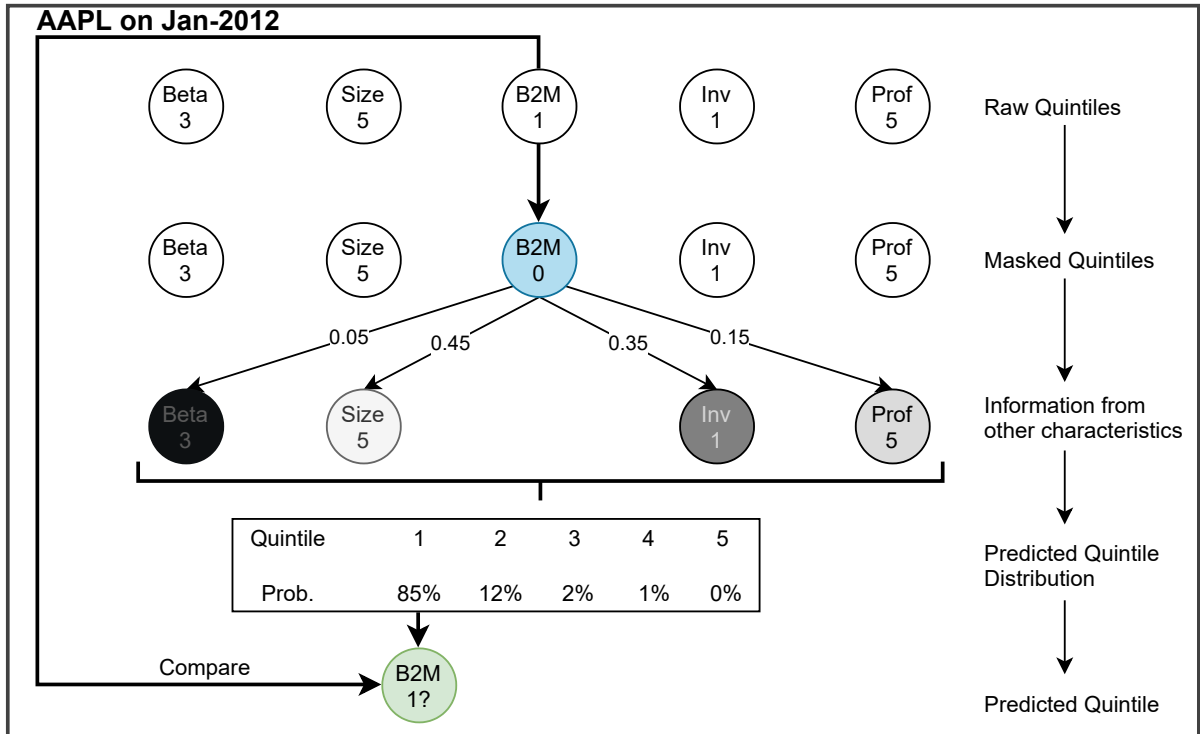 AAPL on Jan-2012
Beta Size B2M Inv Prof
3 5 1 1 5
Raw Quintiles
Beta Size B2M Inv Prof
3 5 0 1 5
Masked Quintiles
0.05 0.45 0.35 0.15
Beta Size Inv Prof
3 5 1 5
Information from
other characteristics
Quintile 1 2 3 4 5
Prob. 85% 12% 2% 1% 0%
Predicted Quintile
Distribution
Compare
B2M
1?
Predicted Quintile